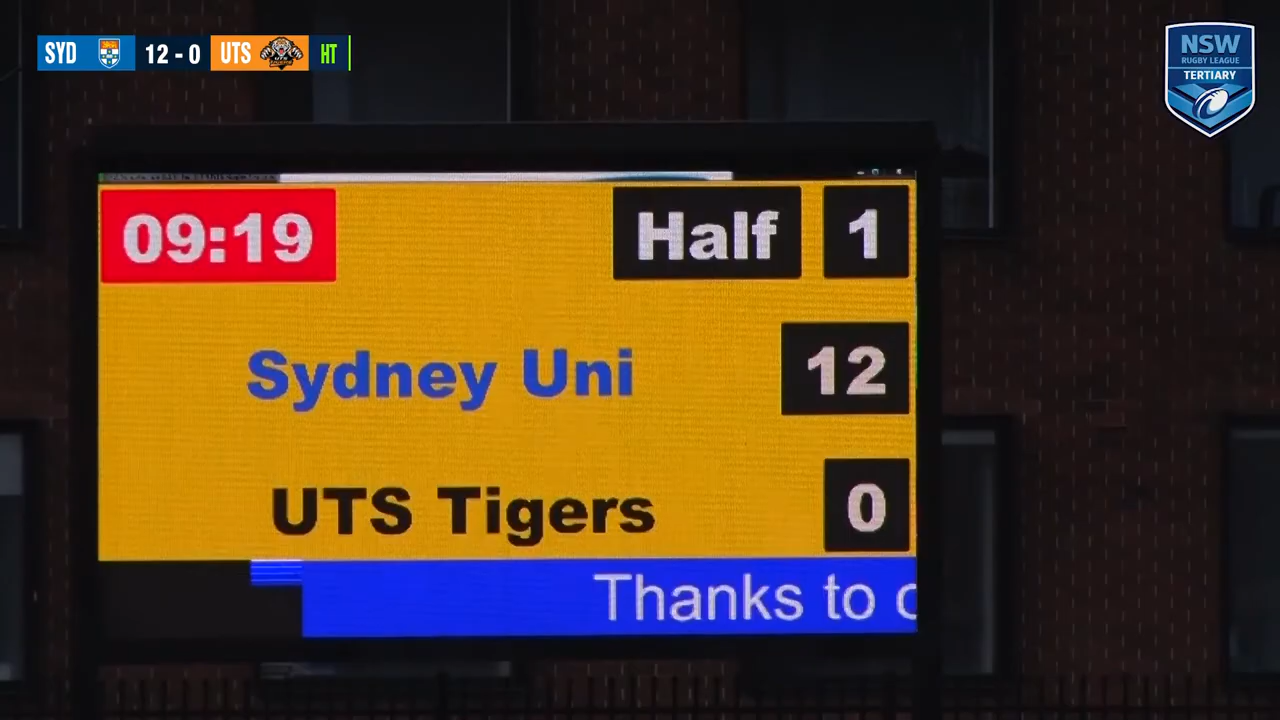 SYD 12 - 0 UTS HT
NSW
RUGBY LEAGUE
TERTIARY
09:19 Half 1
Sydney Uni 12
UTS Tigers 0
Thanks to